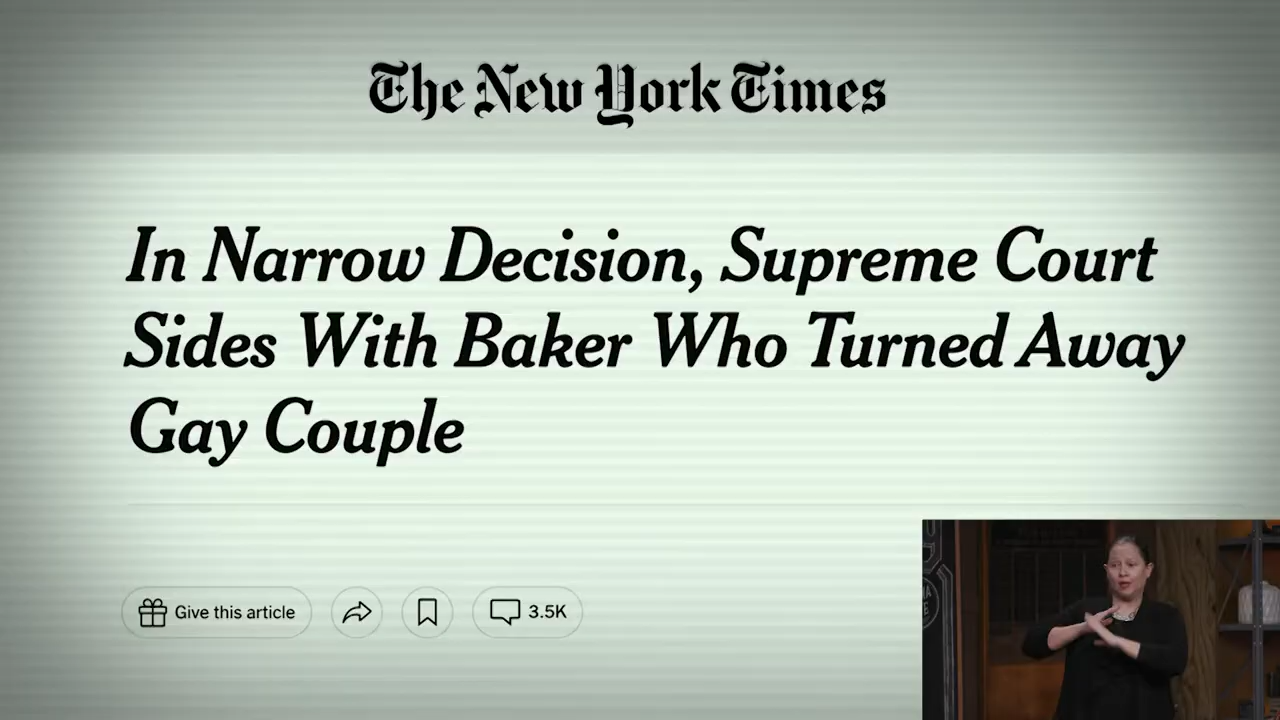 The New York Times
In Narrow Decision, Supreme Court
Sides With Baker Who Turned Away
Gay Couple
Give this article
3.5K